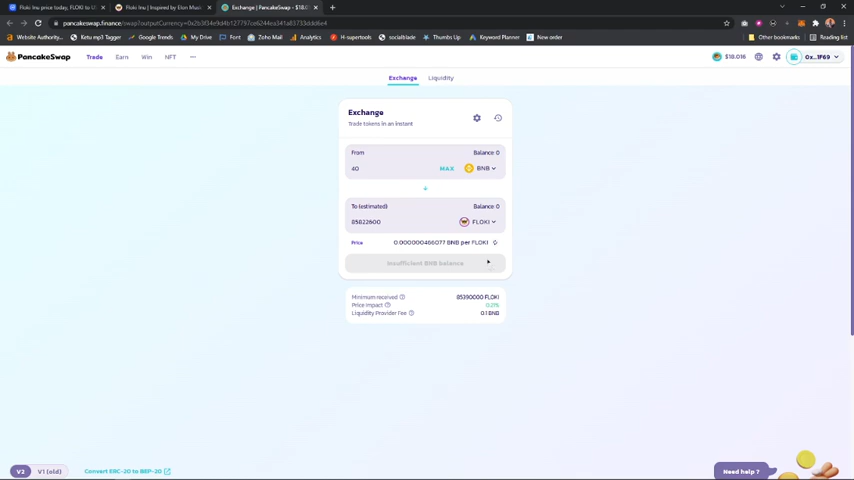 Floki Inu price today, FLOKI to U
Floki Inu | Inspired by Elon Musk
Exchange | PancakeSwap - $18.0
pancakeswap.finance/swap?outputCurrency=
Website Authority...
Ketu mp3 Tagger
Google Trends
My Drive
Font
Zoho Mail
Analytics
H-supertools
socialblade
Thumbs Up
Keyword Planner
New order
Other bookmarks
Reading list
PancakeSwap
Trade
Earn
Win
NFT
$18.016
0x...1F69
Exchange
Liquidity
Exchange
Trade tokens in an instant
From
Balance: 0
40
MAX
BNB
To (estimated)
Balance: 0
85822600
FLOKI
Price
0.000000466077 BNB per FLOKI
Insufficient BNB balance
Minimum received
85390000 FLOKI
Price Impact
0.21%
Liquidity Provider Fee
0.1 BNB
V2
V1 (old)
Convert ERC-20 to BEP-20
Need help ?